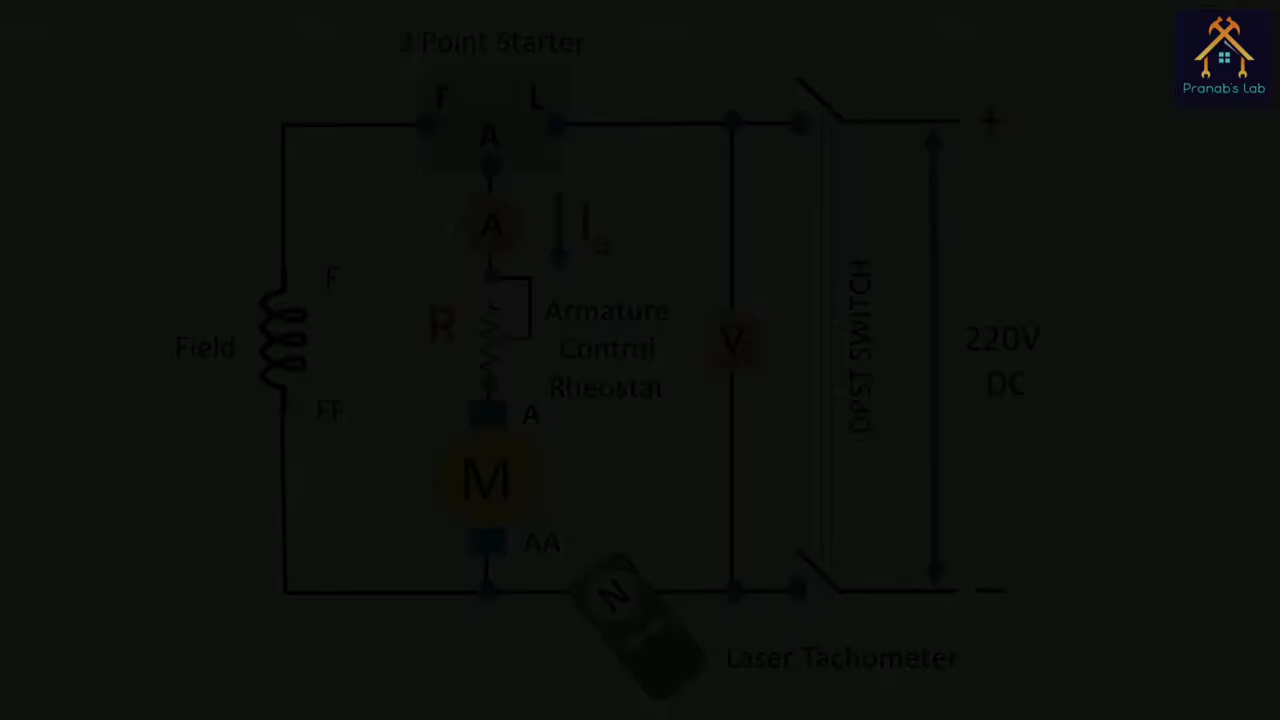 3 Point Starter
F L
A
+
A
I
a
F
R
Armature
Control
Rheostat
Field
V
DPST SWITCH
220V
DC
FF
A
M
AA
N
Laser Tachometer
Pranab's Lab